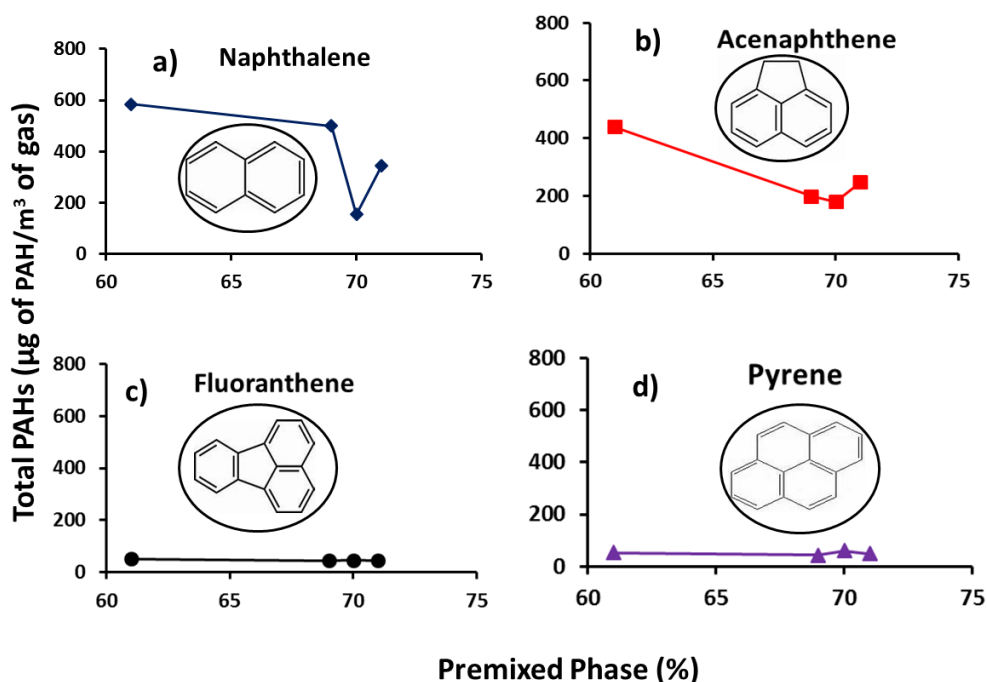 Total PAHs (µg of PAH/m³ of gas)
a) Naphthalene
800
600
400
200
0
60 65 70 75
b) Acenaphthene
800
600
400
200
0
60 65 70 75
c) Fluoranthene
800
600
400
200
0
60 65 70 75
d) Pyrene
800
600
400
200
0
60 65 70 75
Premixed Phase (%)